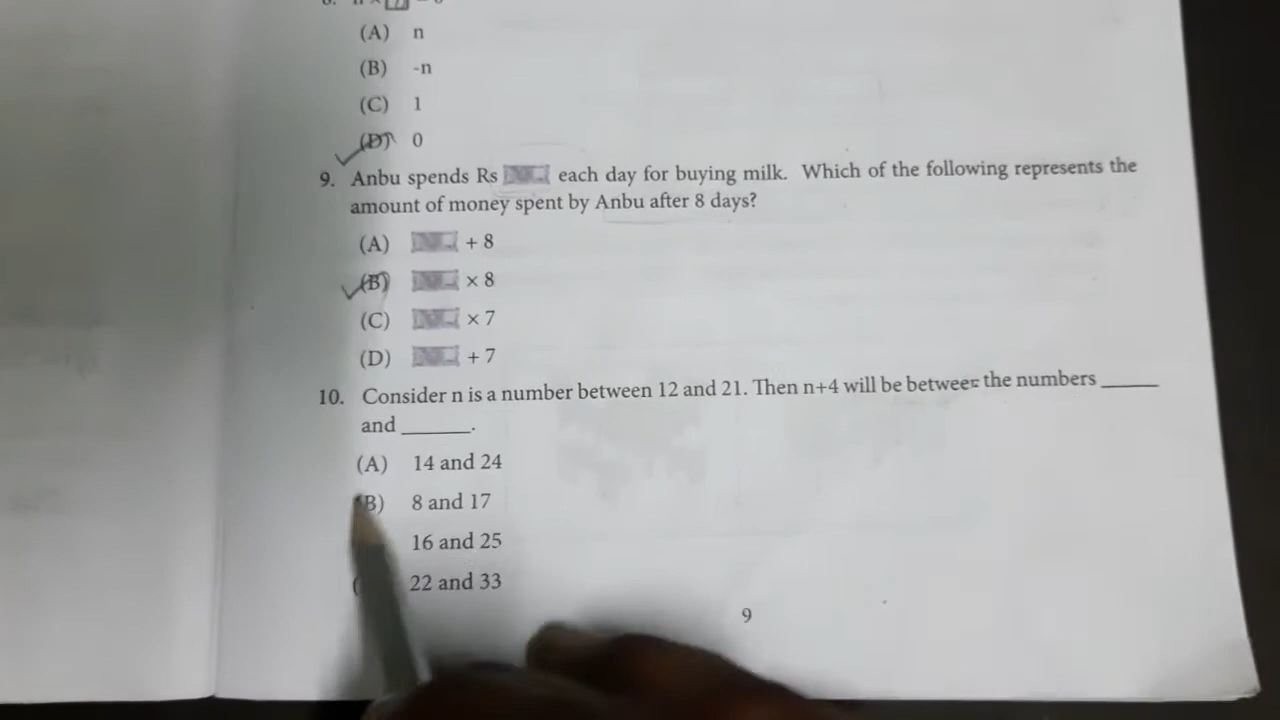 (A) n
(B) -n
(C) 1
(D) 0
9. Anbu spends Rs each day for buying milk. Which of the following represents the
amount of money spent by Anbu after 8 days?
(A) + 8
(B) × 8
(C) × 7
(D) + 7
10. Consider n is a number between 12 and 21. Then n+4 will be between the numbers ______
and ______.
(A) 14 and 24
(B) 8 and 17
16 and 25
( 22 and 33
9